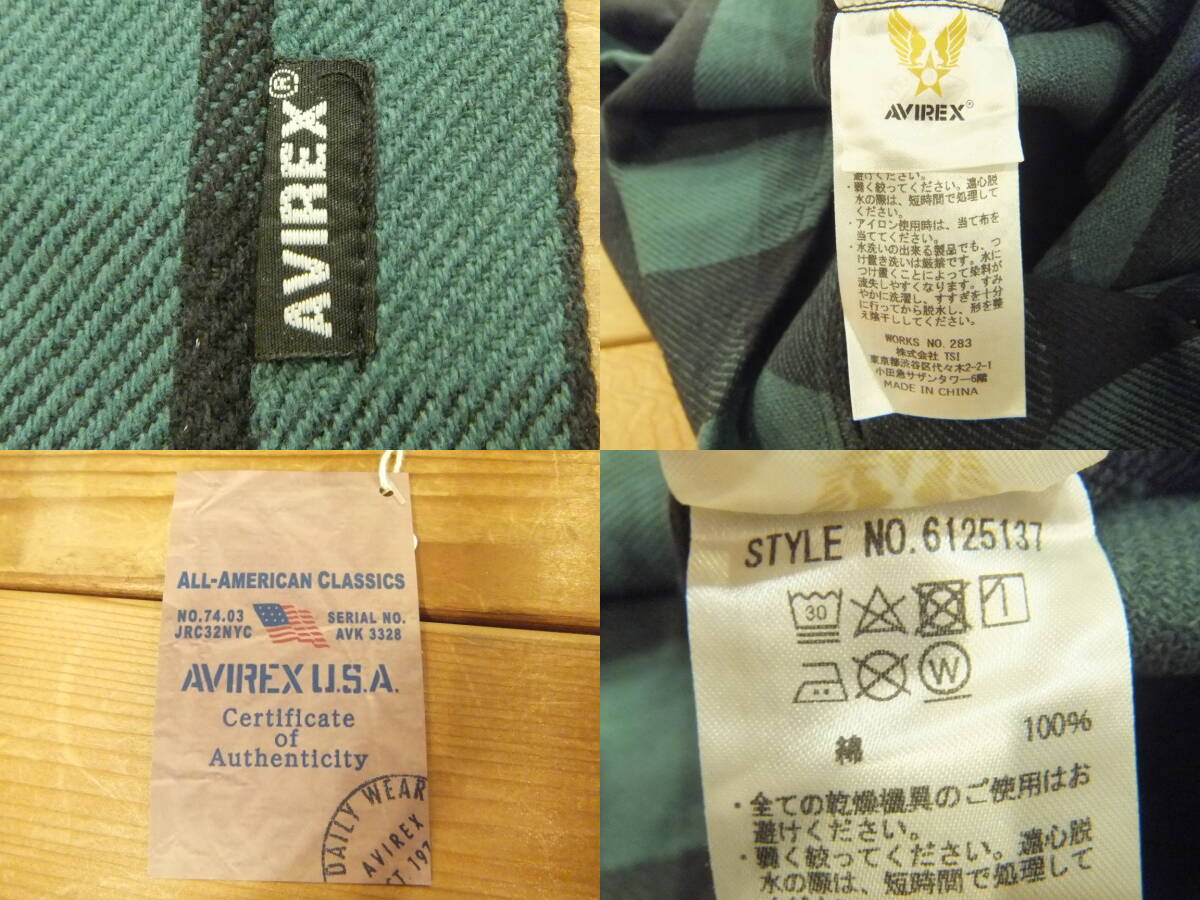 AVIREX®
AVIREX®
避けください。
・弱く絞ってください。遠心脱
水の際は、短時間で処理して
ください。
・アイロン使用時は、当て布を
当ててください。
・水洗いの出来る製品でも、つ
け置き洗いは厳禁です。水に
つけ置くことによって染料が
流失しやすくなります。すみ
やかに洗濯し、すすぎを十分
に行ってから脱水し、形を整
え陰干ししてください。
WORKS NO. 283
株式会社 TSI
東京都渋谷区代々木2-2-1
小田急サザンタワー6階
MADE IN CHINA
ALL-AMERICAN CLASSICS
NO.74.03
JRC32NYC
SERIAL NO.
AVK 3328
AVIREX U.S.A.
Certificate
of
Authenticity
DAILY WEAR
AVIREX
CT 197
STYLE NO.6125137
30
W
綿 100%
・全ての乾燥機具のご使用はお
避けください。
・弱く絞ってください。遠心脱
水の際は、短時間で処理して